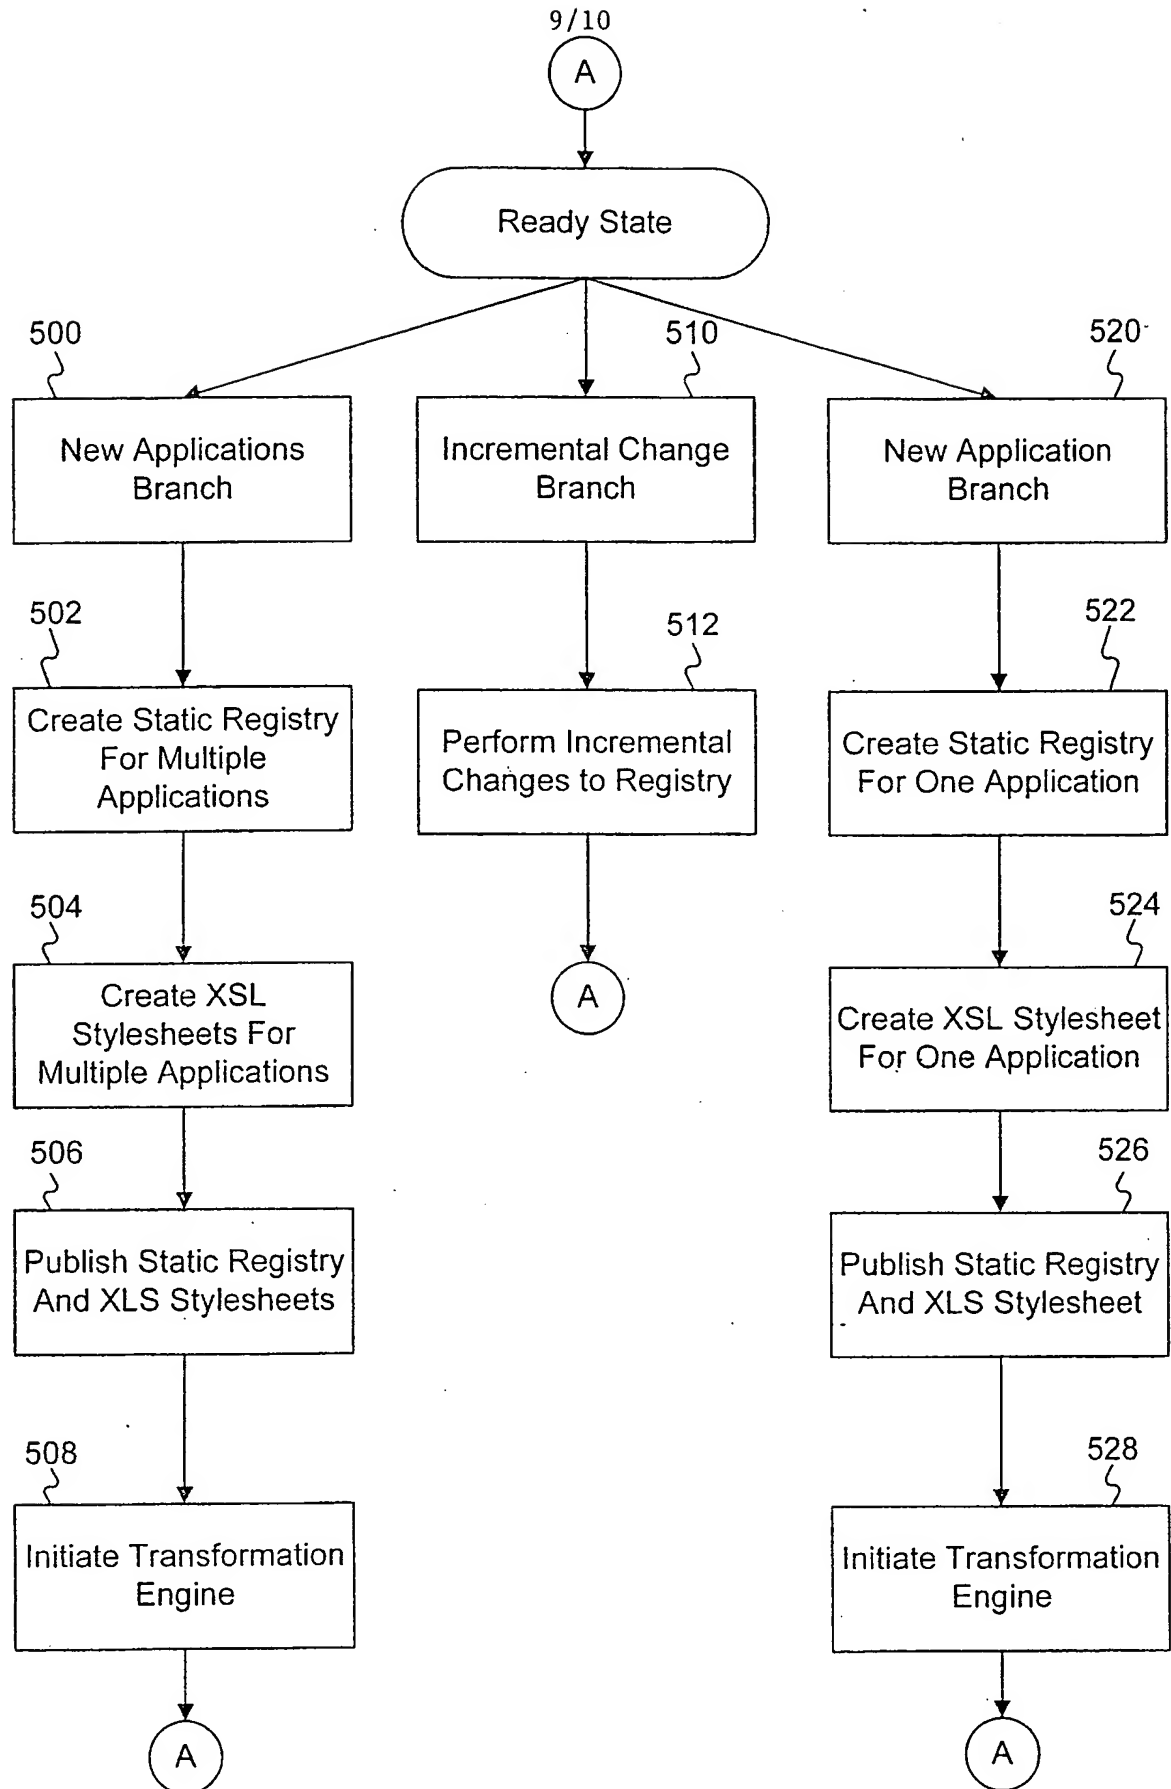 9/10
A
Ready State
500
510
520
New Applications
Branch
Incremental Change
Branch
New Application
Branch
502
512
522
Create Static Registry
For Multiple
Applications
Perform Incremental
Changes to Registry
Create Static Registry
For One Application
504
524
Create XSL
Stylesheets For
Multiple Applications
A
Create XSL Stylesheet
For One Application
506
526
Publish Static Registry
And XLS Stylesheets
Publish Static Registry
And XLS Stylesheet
508
528
Initiate Transformation
Engine
Initiate Transformation
Engine
A
A